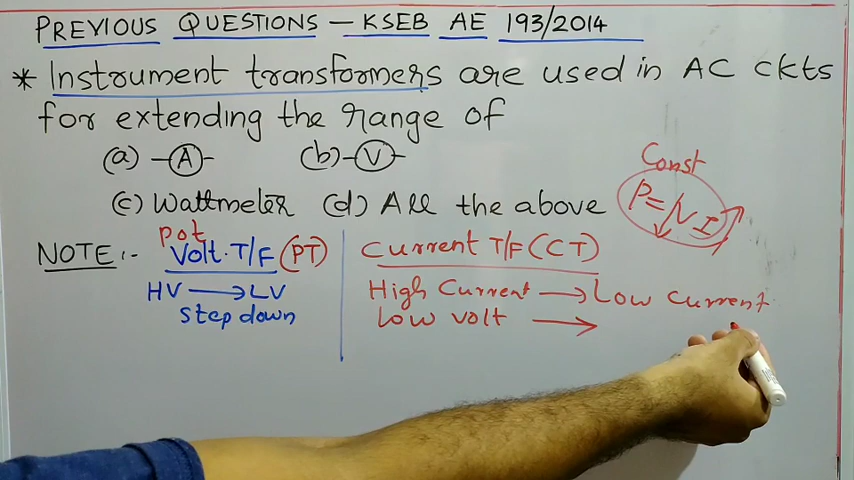 PREVIOUS QUESTIONS - KSEB AE 193/2014
* Instrument transformers are used in AC ckts
for extending the range of
(a) A (b) V
(c) Wattmeter (d) All the above
Const
P=VI
NOTE:- Volt. T/F (PT) Current T/F (CT)
pot
HV → LV High Current → Low current
Step down Low volt →